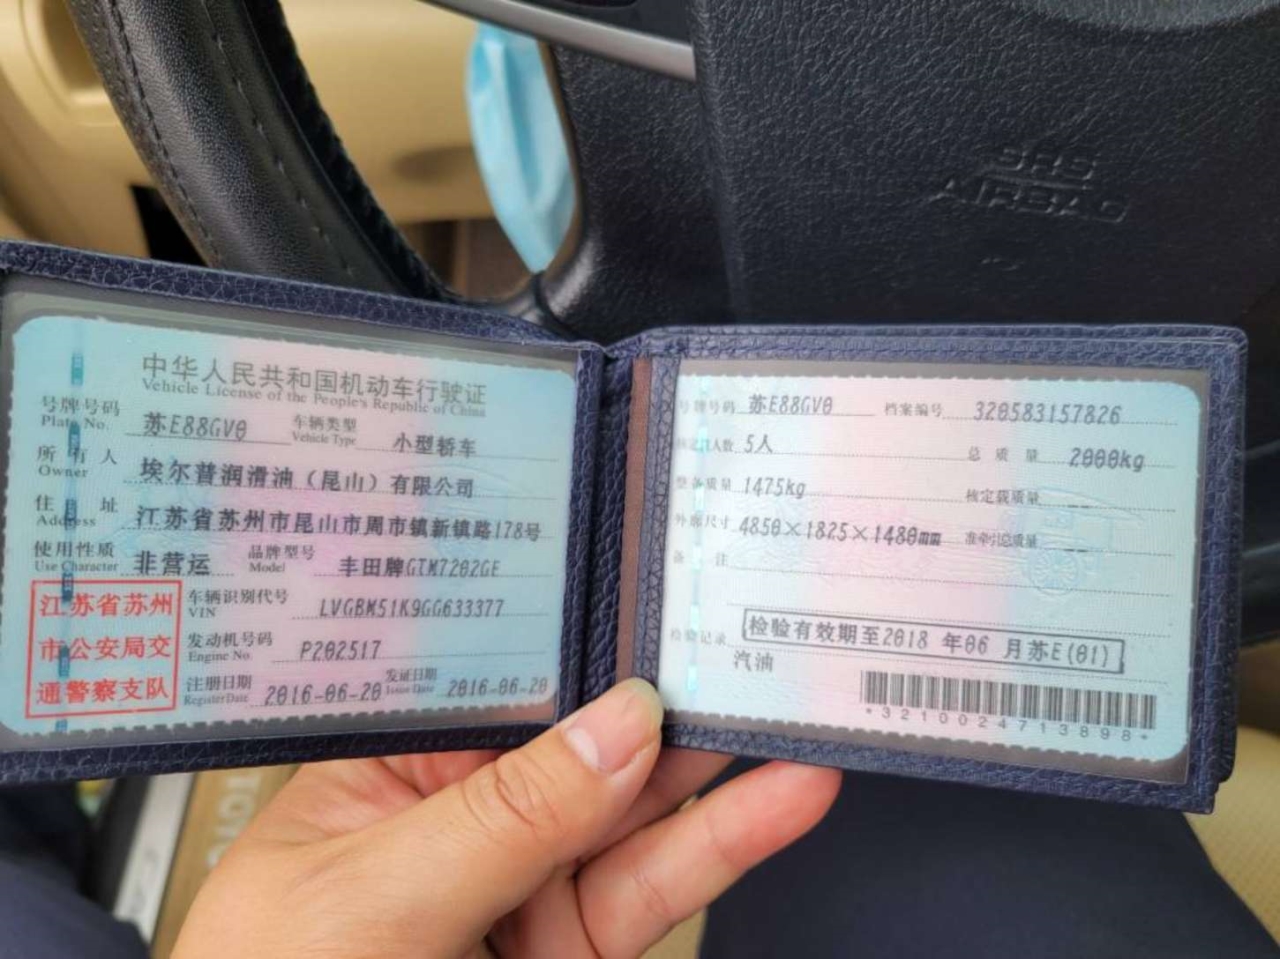 SRS
AIRBAG
中华人民共和国机动车行驶证
Vehicle License of the People's Republic of China
号牌号码 苏E88GV0 车辆类型 小型轿车
Plate No. Vehicle Type
所有人 埃尔普润滑油（昆山）有限公司
Owner
住址 江苏省苏州市昆山市周市镇新镇路178号
Address
使用性质 非营运 品牌型号 丰田牌GTM7202GE
Use Character Model
江苏省苏州
市公安局交
通警察支队
车辆识别代号 LVGBM51K9GG633377
VIN
发动机号码 P202517
Engine No.
注册日期 2016-06-20 发证日期 2016-06-20
Register Date Issue Date
号牌号码 苏E88GV0 档案编号 320583157826
核定载人数 5人 总质量 2000kg
整备质量 1475kg 核定载质量
外廓尺寸 4850×1825×1480mm 准牵引总质量
备注
检验记录 检验有效期至2018年06月苏E(01)
汽油
*3210024713898*
TOYO